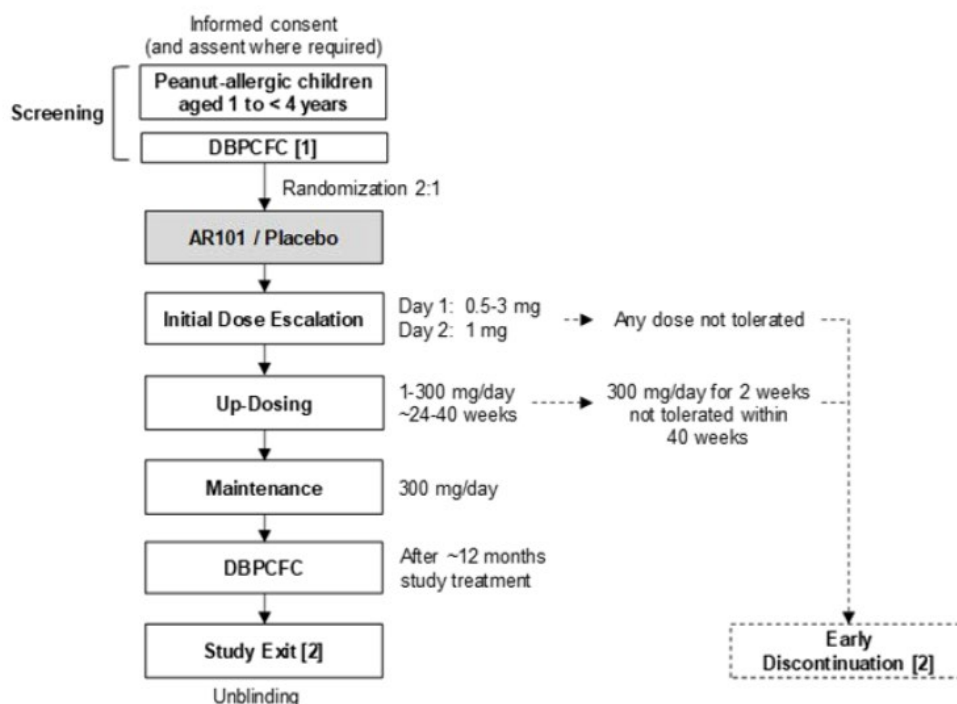 Informed consent
(and assent where required)
Screening
Peanut-allergic children
aged 1 to < 4 years
DBPCFC [1]
Randomization 2:1
AR101 / Placebo
Initial Dose Escalation
Day 1: 0.5-3 mg
Day 2: 1 mg
Any dose not tolerated
Up-Dosing
1-300 mg/day
~24-40 weeks
300 mg/day for 2 weeks
not tolerated within
40 weeks
Maintenance
300 mg/day
DBPCFC
After ~12 months
study treatment
Study Exit [2]
Early
Discontinuation [2]
Unblinding